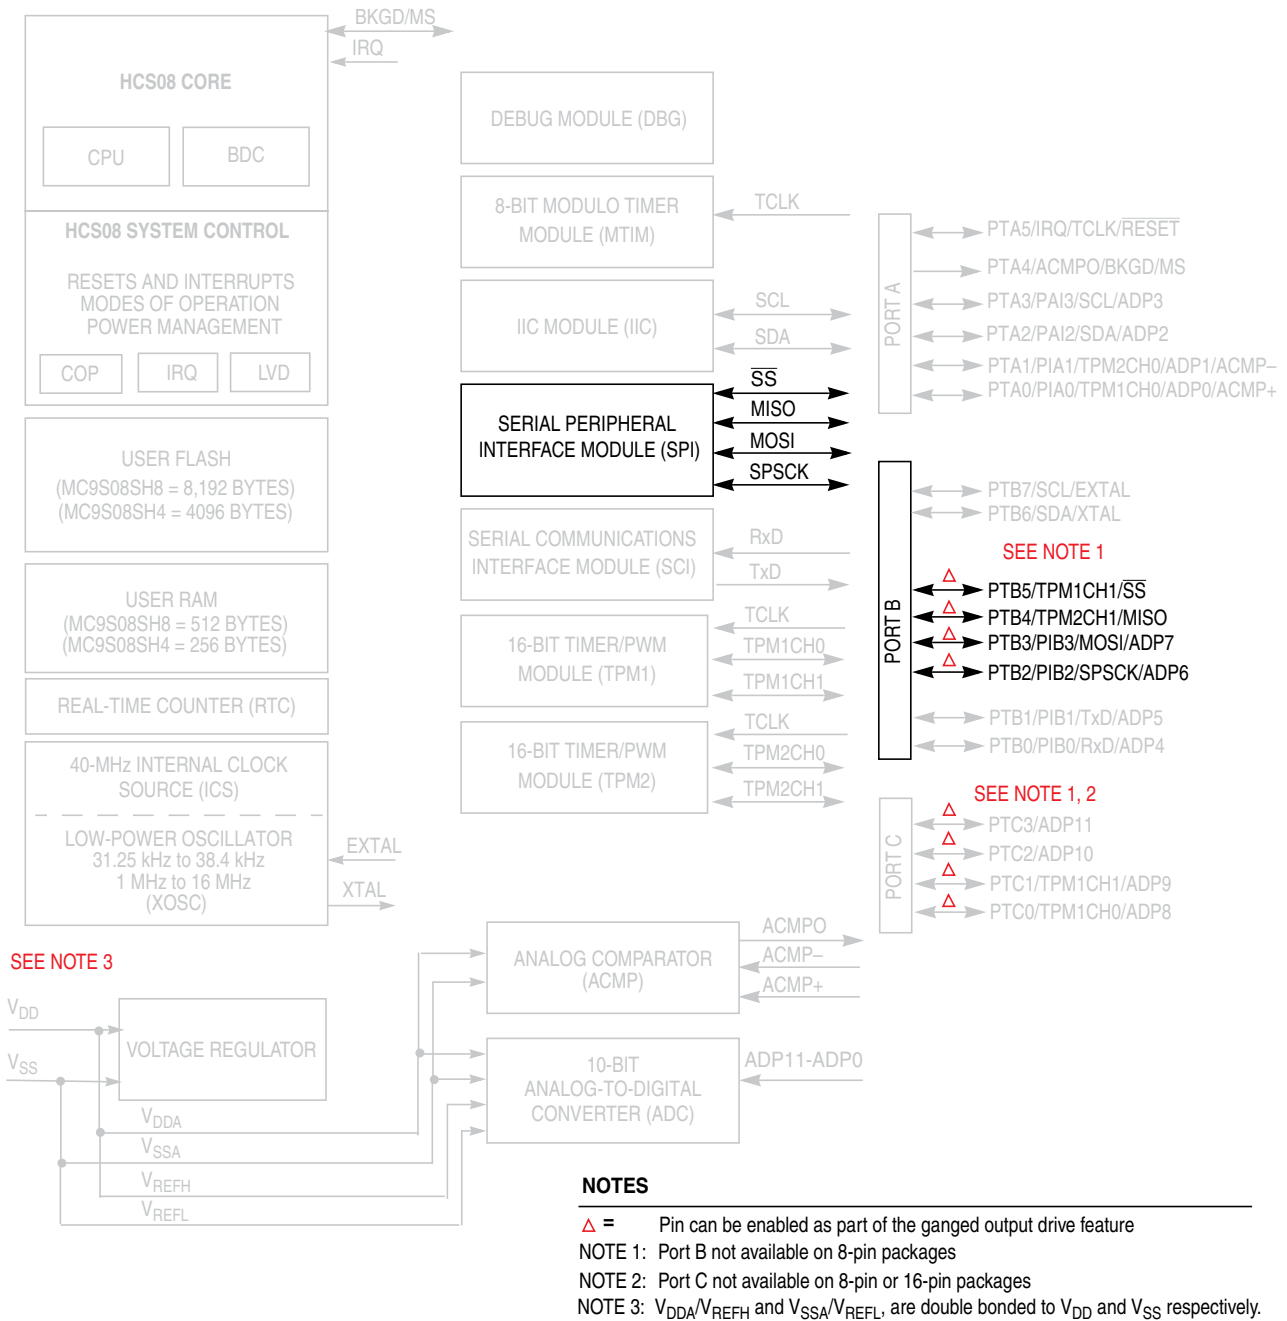 BKGD/MS
IRQ
HCS08 CORE
CPU
BDC
HCS08 SYSTEM CONTROL
RESETS AND INTERRUPTS
MODES OF OPERATION
POWER MANAGEMENT
COP
IRQ
LVD
USER FLASH
(MC9S08SH8 = 8,192 BYTES)
(MC9S08SH4 = 4096 BYTES)
USER RAM
(MC9S08SH8 = 512 BYTES)
(MC9S08SH4 = 256 BYTES)
REAL-TIME COUNTER (RTC)
40-MHz INTERNAL CLOCK
SOURCE (ICS)
LOW-POWER OSCILLATOR
31.25 kHz to 38.4 kHz
1 MHz to 16 MHz
(XOSC)
EXTAL
XTAL
SEE NOTE 3
VDD
VSS
VOLTAGE REGULATOR
VDDA
VSSA
VREFH
VREFL
DEBUG MODULE (DBG)
8-BIT MODULO TIMER
MODULE (MTIM)
TCLK
IIC MODULE (IIC)
SCL
SDA
SERIAL PERIPHERAL
INTERFACE MODULE (SPI)
SS
MISO
MOSI
SPSCK
SERIAL COMMUNICATIONS
INTERFACE MODULE (SCI)
RxD
TxD
16-BIT TIMER/PWM
MODULE (TPM1)
TCLK
TPM1CH0
TPM1CH1
16-BIT TIMER/PWM
MODULE (TPM2)
TCLK
TPM2CH0
TPM2CH1
ANALOG COMPARATOR
(ACMP)
ACMPO
ACMP–
ACMP+
10-BIT
ANALOG-TO-DIGITAL
CONVERTER (ADC)
ADP11-ADP0
PORT A
PTA5/IRQ/TCLK/RESET
PTA4/ACMPO/BKGD/MS
PTA3/PAI3/SCL/ADP3
PTA2/PAI2/SDA/ADP2
PTA1/PIA1/TPM2CH0/ADP1/ACMP–
PTA0/PIA0/TPM1CH0/ADP0/ACMP+
PORT B
PTB7/SCL/EXTAL
PTB6/SDA/XTAL
SEE NOTE 1
PTB5/TPM1CH1/SS
PTB4/TPM2CH1/MISO
PTB3/PIB3/MOSI/ADP7
PTB2/PIB2/SPSCK/ADP6
PTB1/PIB1/TxD/ADP5
PTB0/PIB0/RxD/ADP4
SEE NOTE 1, 2
PORT C
PTC3/ADP11
PTC2/ADP10
PTC1/TPM1CH1/ADP9
PTC0/TPM1CH0/ADP8
NOTES
△ = Pin can be enabled as part of the ganged output drive feature
NOTE 1: Port B not available on 8-pin packages
NOTE 2: Port C not available on 8-pin or 16-pin packages
NOTE 3: VDDA/VREFH and VSSA/VREFL, are double bonded to VDD and VSS respectively.